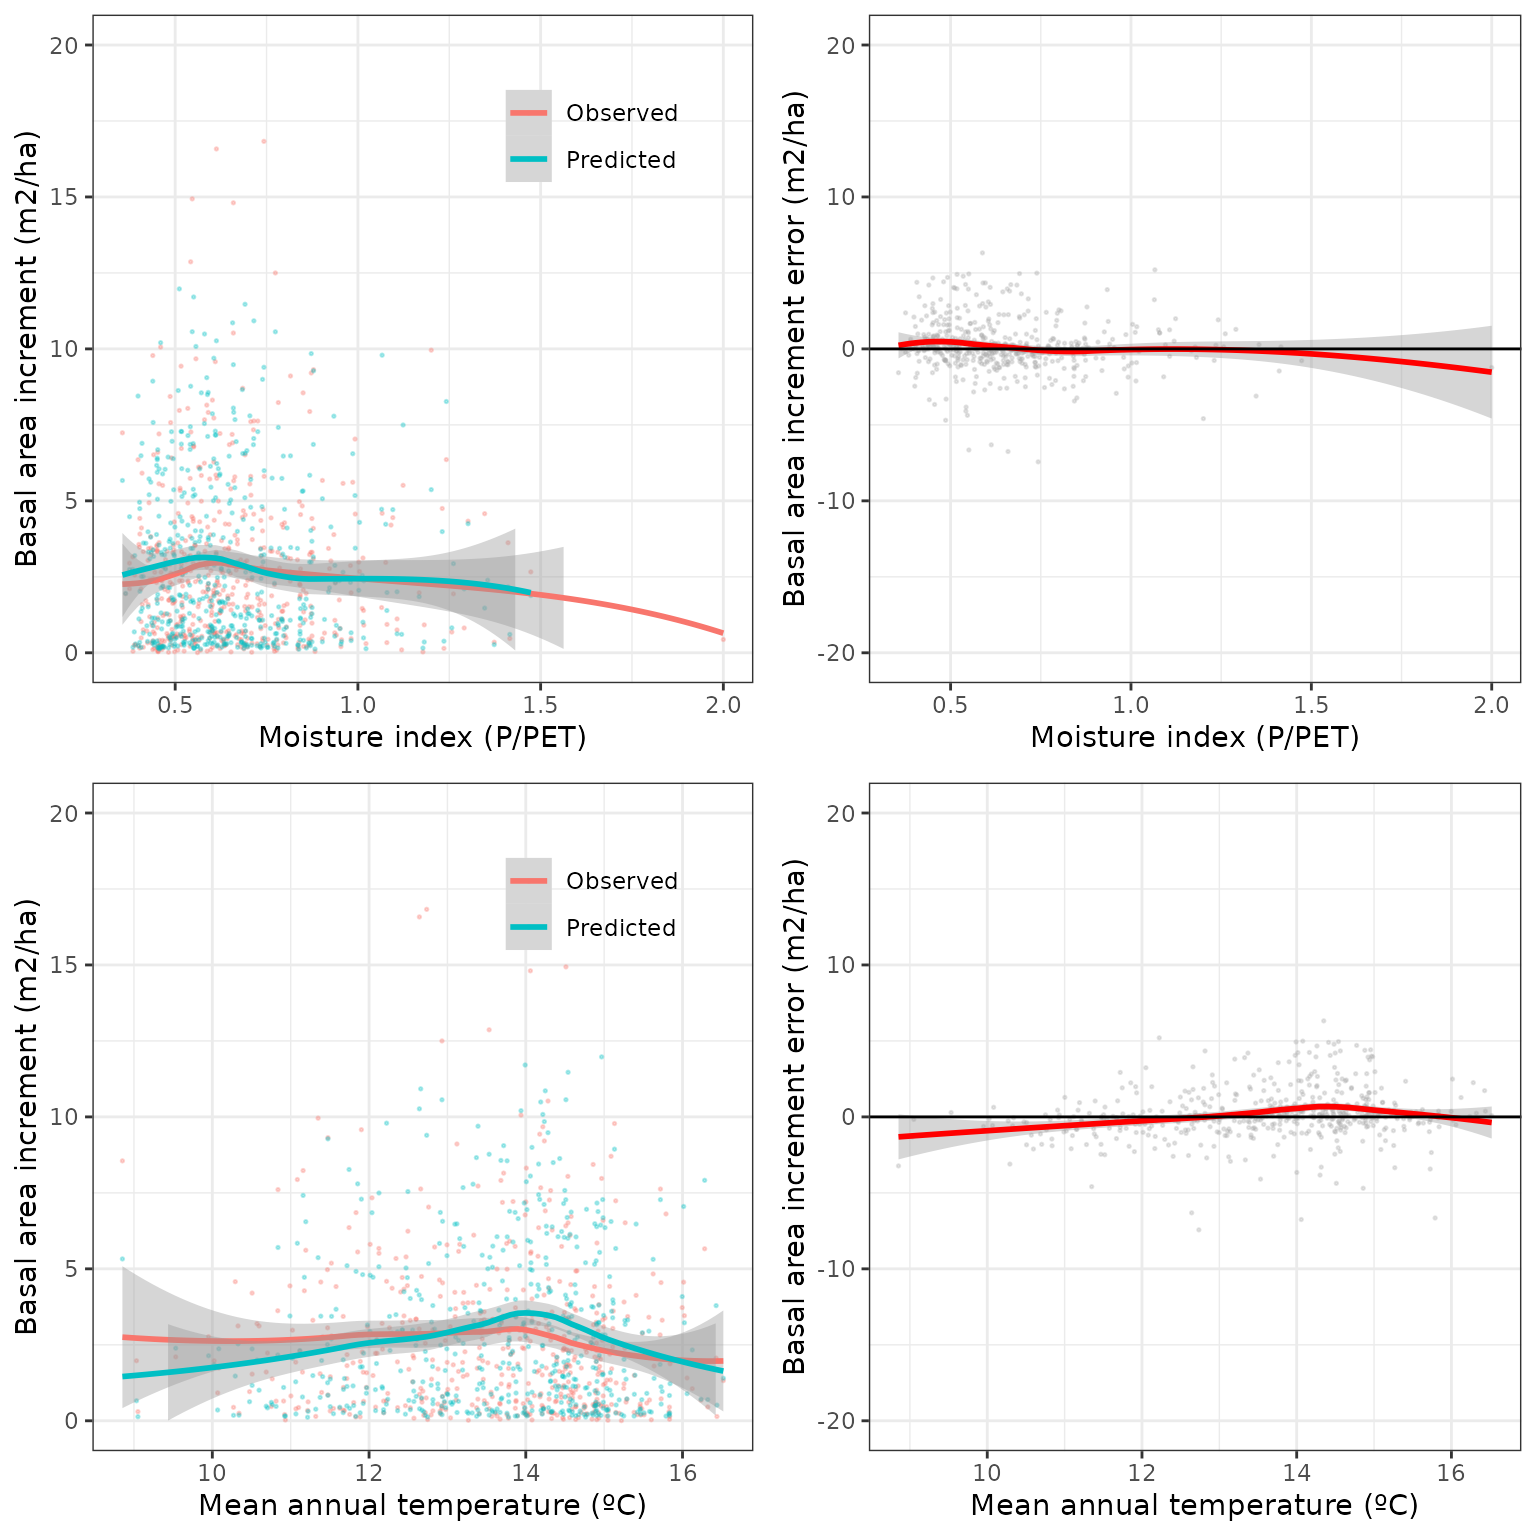 20
15
10
5
0
Basal area increment (m2/ha)
Observed
Predicted
0.5 1.0 1.5 2.0
Moisture index (P/PET)
20
10
0
-10
-20
Basal area increment error (m2/ha)
0.5 1.0 1.5 2.0
Moisture index (P/PET)
20
15
10
5
0
Basal area increment (m2/ha)
Observed
Predicted
10 12 14 16
Mean annual temperature (ºC)
20
10
0
-10
-20
Basal area increment error (m2/ha)
10 12 14 16
Mean annual temperature (ºC)